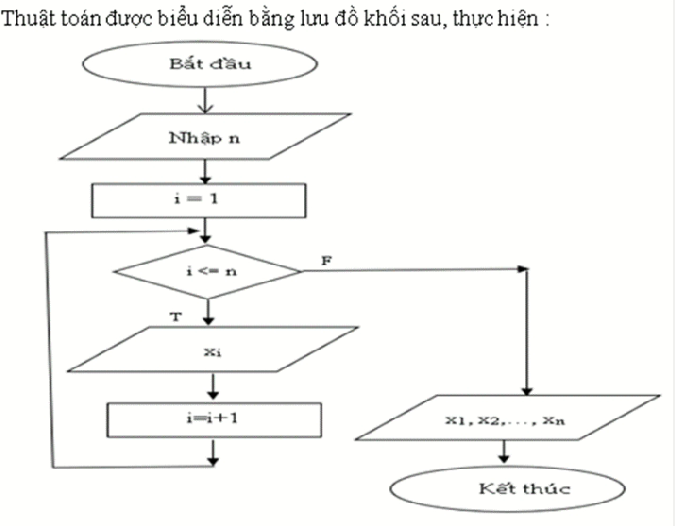 Thuật toán được biểu diễn bằng lưu đồ khối sau, thực hiện :
Bắt đầu
Nhập n
i = 1
i <= n
F
T
xi
i=i+1
x1, x2,..., xn
Kết thúc